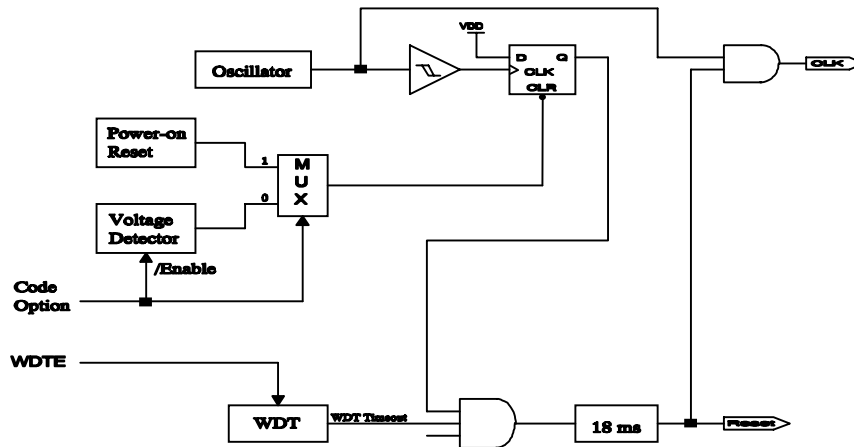 VDD
Oscillator
D Q
CLK
CLR
CLK
Power-on
Reset
1
M
U
X
0
Voltage
Detector
/Enable
Code
Option
WDTE
WDT
WDT Timeout
18 ms
Reset